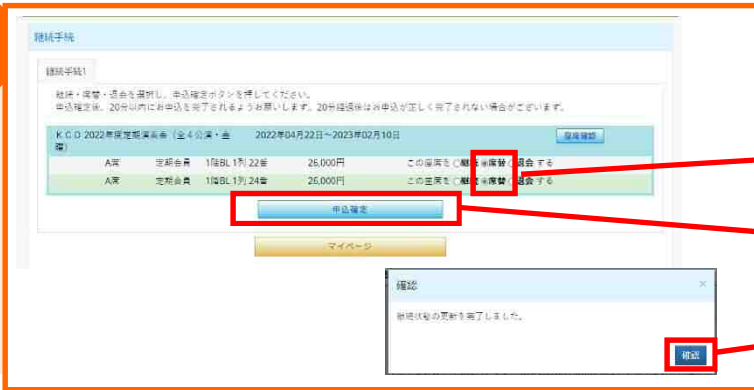 継続手続
継続手続1
継続・席替・退会を選択し、申込確定ボタンを押してください。
申込確定後、20分以内にお申込を完了されるようお願いします。20分経過後はお申込が正しく完了されない場合がございます。
KCO 2022年度定期演奏会（全4公演・金曜） 2022年04月22日～2023年02月10日 座席確認
A席 定期会員 1階BL1列22番 26,000円 この座席を ○継続 ◉席替 ○退会 する
A席 定期会員 1階BL1列24番 26,000円 この座席を ○継続 ◉席替 ○退会 する
申込確定
マイページ
確認 ×
継続状態の更新を完了しました。
確認